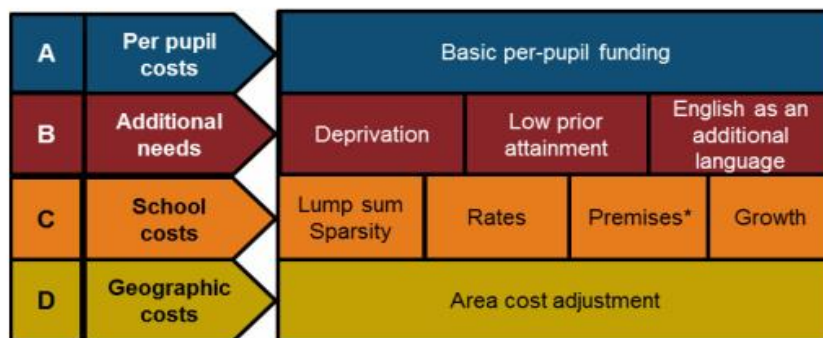 A
Per pupil
costs
Basic per-pupil funding
B
Additional
needs
Deprivation
Low prior
attainment
English as an
additional
language
C
School
costs
Lump sum
Sparsity
Rates
Premises*
Growth
D
Geographic
costs
Area cost adjustment